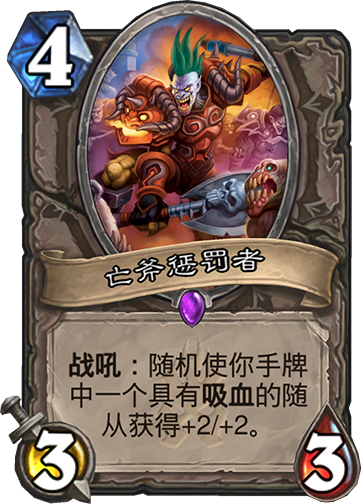 4
亡斧惩罚者
战吼：随机使你手牌
中一个具有吸血的随
从获得+2/+2。
3
3